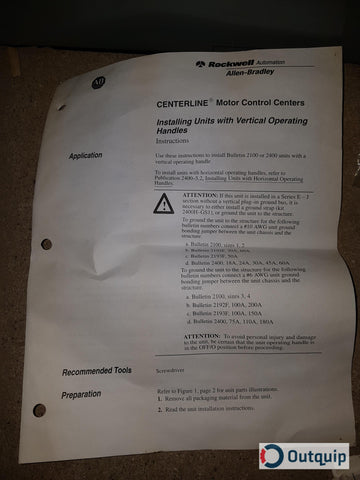 Rockwell Automation
Allen-Bradley
AB
CENTERLINE® Motor Control Centers
Installing Units with Vertical Operating
Handles
Instructions
Application
Use these instructions to install Bulletin 2100 or 2400 units with a
vertical operating handle.
To install units with horizontal operating handles, refer to
Publication 2400-5.2, Installing Units with Horizontal Operating
Handles.
ATTENTION: If this unit is installed in a Series E–J
section without a vertical plug-in ground bus, it is
necessary to either install a ground strap (kit
2400H-GS1), or ground the unit to the structure.
To ground the unit to the structure for the following
bulletin numbers connect a #10 AWG unit ground
bonding jumper between the unit chassis and the
structure.
a. Bulletin 2100, sizes 1, 2
b. Bulletin 2192F, 30A, 60A
c. Bulletin 2193F, 50A
d. Bulletin 2400, 18A, 24A, 30A, 45A, 60A
To ground the unit to the structure for the following
bulletin numbers connect a #6 AWG unit ground
bonding jumper between the unit chassis and the
structure.
a. Bulletin 2100, sizes 3, 4
b. Bulletin 2192F, 100A, 200A
c. Bulletin 2193F, 100A, 150A
d. Bulletin 2400, 75A, 110A, 180A
ATTENTION: To avoid personal injury and damage
to the unit, be certain that the unit operating handle is
in the OFF/O position before proceeding.
Recommended Tools
Screwdriver
Preparation
Refer to Figure 1, page 2 for unit parts illustrations.
1. Remove all packaging material from the unit.
2. Read the unit installation instructions.
Outquip